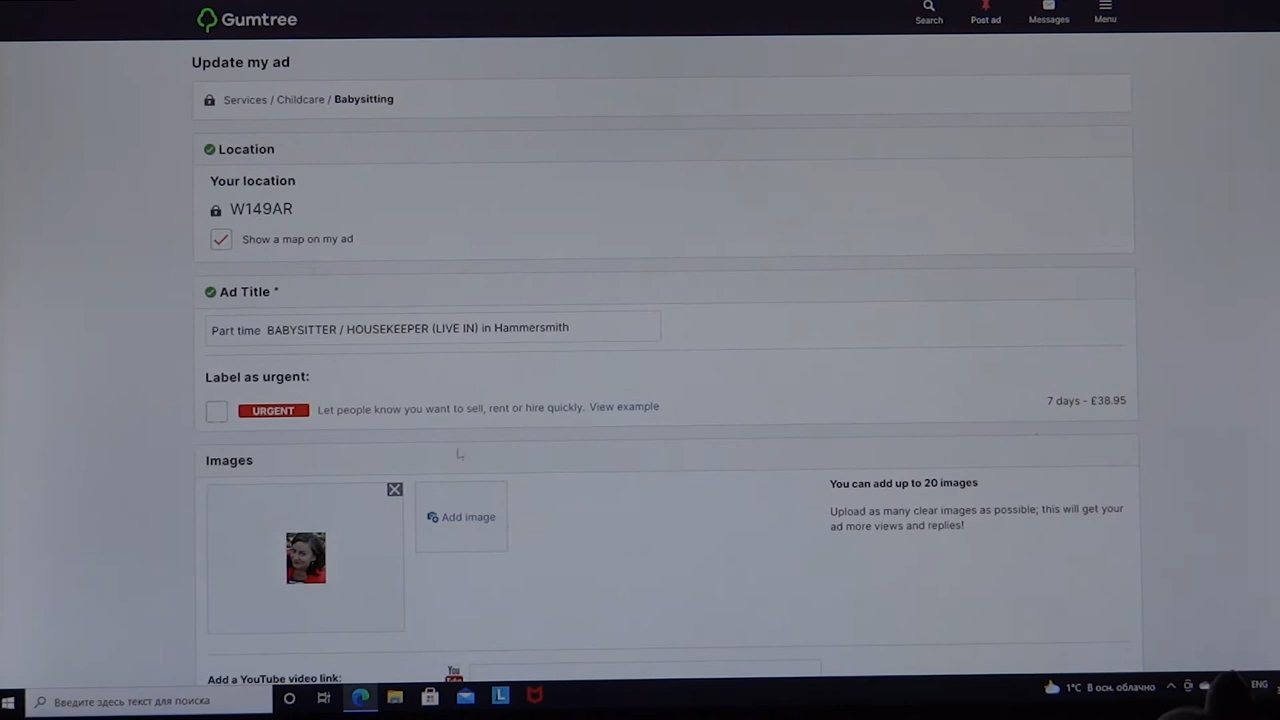 Gumtree
Search
Post ad
Messages
Menu
Update my ad
Services / Childcare / Babysitting
Location
Your location
W149AR
Show a map on my ad
Ad Title *
Part time BABYSITTER / HOUSEKEEPER (LIVE IN) in Hammersmith
Label as urgent:
URGENT Let people know you want to sell, rent or hire quickly. View example
7 days - £38.95
Images
Add image
You can add up to 20 images
Upload as many clear images as possible; this will get your
ad more views and replies!
Add a YouTube video link:
You
Введите здесь текст для поиска
L
1°C В осн. облачно
ENG